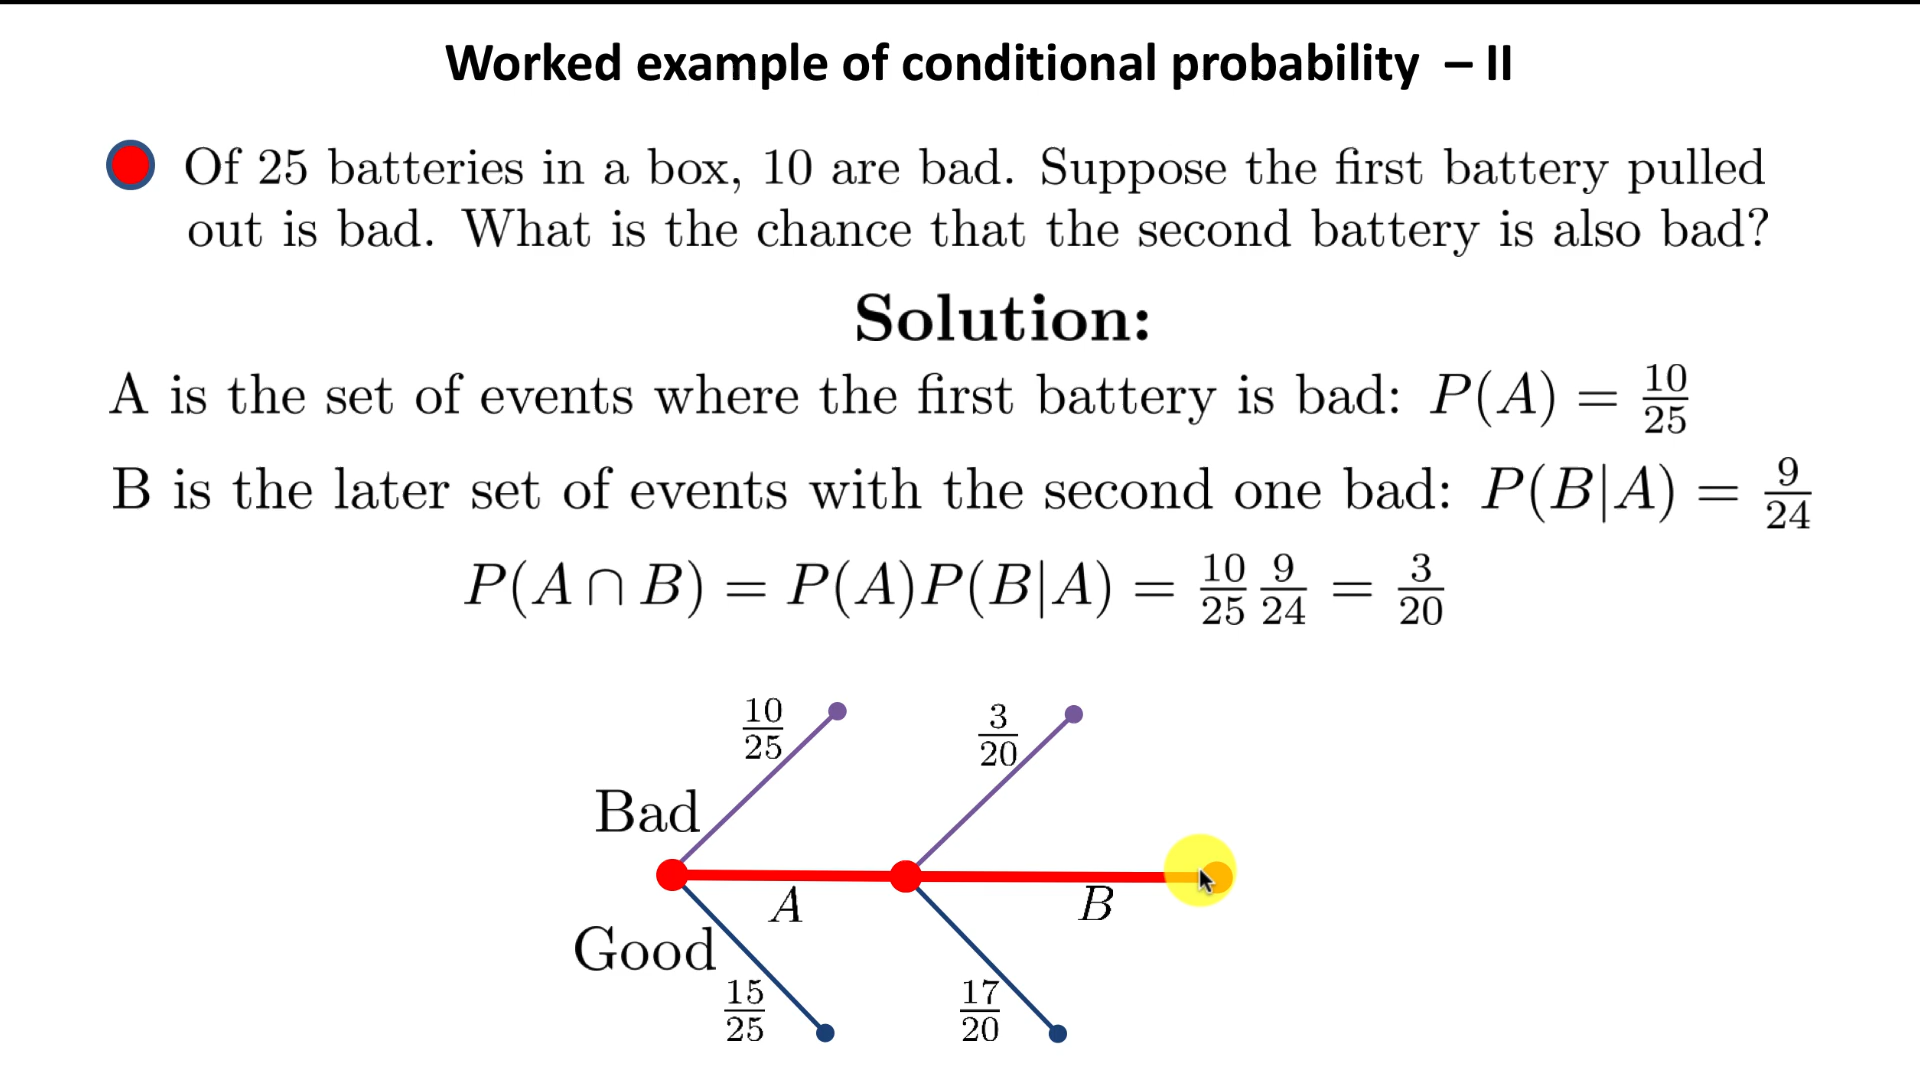 Worked example of conditional probability – II
Of 25 batteries in a box, 10 are bad. Suppose the first battery pulled
out is bad. What is the chance that the second battery is also bad?
Solution:
A is the set of events where the first battery is bad: P(A) = 10/25
B is the later set of events with the second one bad: P(B|A) = 9/24
P(A ∩ B) = P(A)P(B|A) = 10/25 9/24 = 3/20
10/25
3/20
Bad
A
B
Good
15/25
17/20